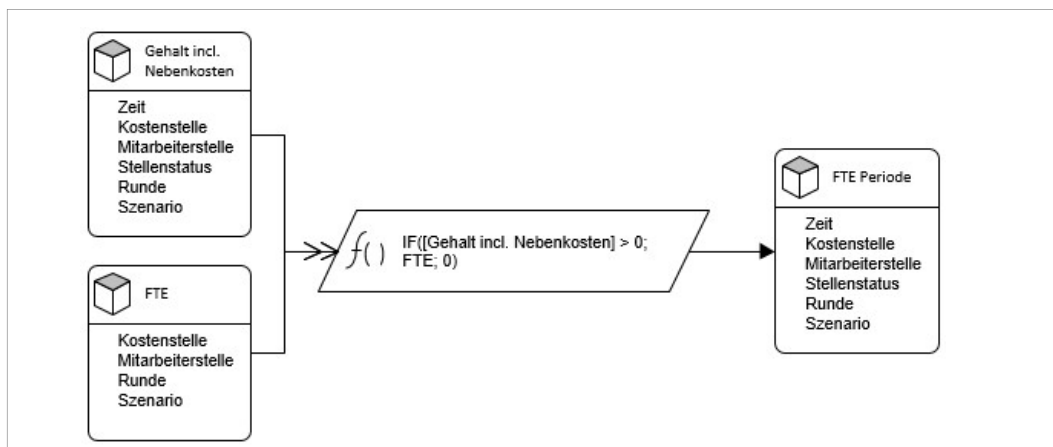 Gehalt incl.
Nebenkosten
Zeit
Kostenstelle
Mitarbeiterstelle
Stellenstatus
Runde
Szenario
FTE
Kostenstelle
Mitarbeiterstelle
Runde
Szenario
f()
IF([Gehalt incl. Nebenkosten] > 0;
FTE; 0)
FTE Periode
Zeit
Kostenstelle
Mitarbeiterstelle
Stellenstatus
Runde
Szenario